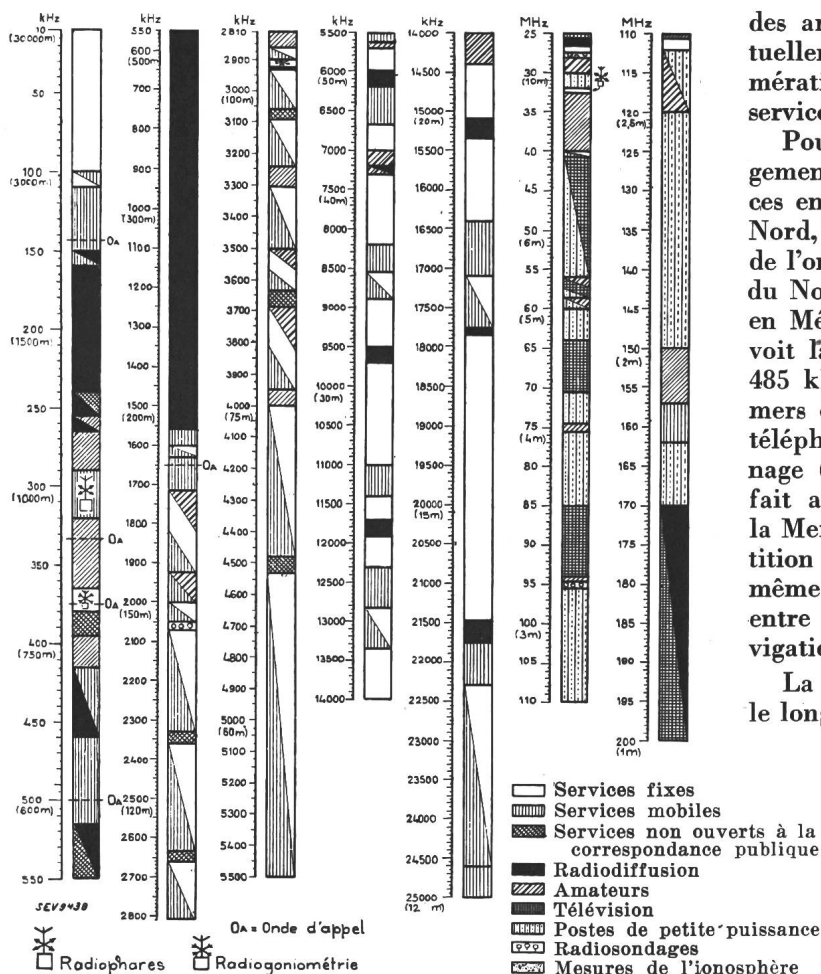 kHz
10
(30000m)
50
100
(3000m)
150
200
(1500m)
250
300
(1000m)
350
400
(750m)
450
500
(600m)
550
OA
OA
OA
OA
kHz
550
600
(500m)
700
800
900
1000
(300m)
1100
1200
1300
1400
1500
(200m)
1600
1700
1800
1900
2000
(150m)
2100
2200
2300
2400
2500
(120m)
2600
2700
2800
OA
kHz
2810
2900
3000
(100m)
3100
3200
3300
3400
3500
3600
3700
3800
3900
4000
(75m)
4100
4200
4300
4400
4500
4600
4700
4800
4900
5000
(60m)
5100
5200
5300
5400
5500
kHz
5500
6000
(50m)
6500
7000
7500
(40m)
8000
8500
9000
9500
10000
(30m)
10500
11000
11500
12000
12500
13000
13500
14000
kHz
14000
14500
15000
(20m)
15500
16000
16500
17000
17500
18000
18500
19000
19500
20000
(15m)
20500
21000
21500
22000
22500
23000
23500
24000
24500
25000
(12 m)
MHz
25
30
(10m)
35
40
45
50
(6m)
55
60
(5m)
65
70
75
(4m)
80
85
90
95
100
(3m)
105
110
MHz
110
115
120
(2,5m)
125
130
135
140
145
150
(2m)
155
160
165
170
175
180
185
190
195
200
(1m)
SEV9438
OA = Onde d'appel
Radiophares
Radiogoniométrie
Services fixes
Services mobiles
Services non ouverts à la
correspondance publique
Radiodiffusion
Amateurs
Télévision
Postes de petite puissance
Radiosondages
Mesures de l'ionosphère
des
tuellem
mérati
service
Pou
gement
ces en
Nord,
de l'on
du No
en Mé
voit
485
mers
téléph
nage
fait
la Me
tition
même
entre
vigatio
La
le long